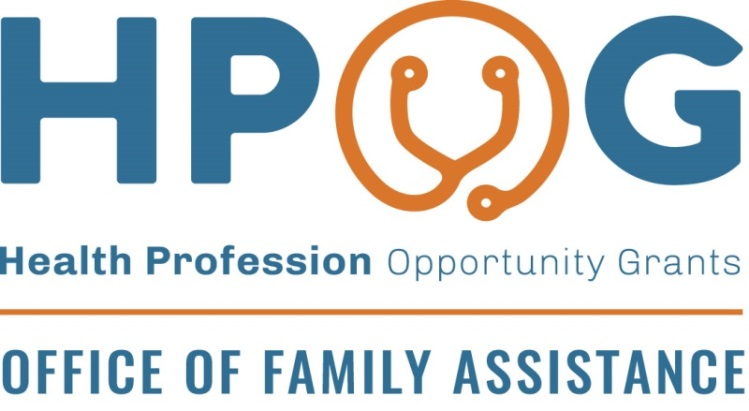 HPOG
Health Profession Opportunity Grants
OFFICE OF FAMILY ASSISTANCE